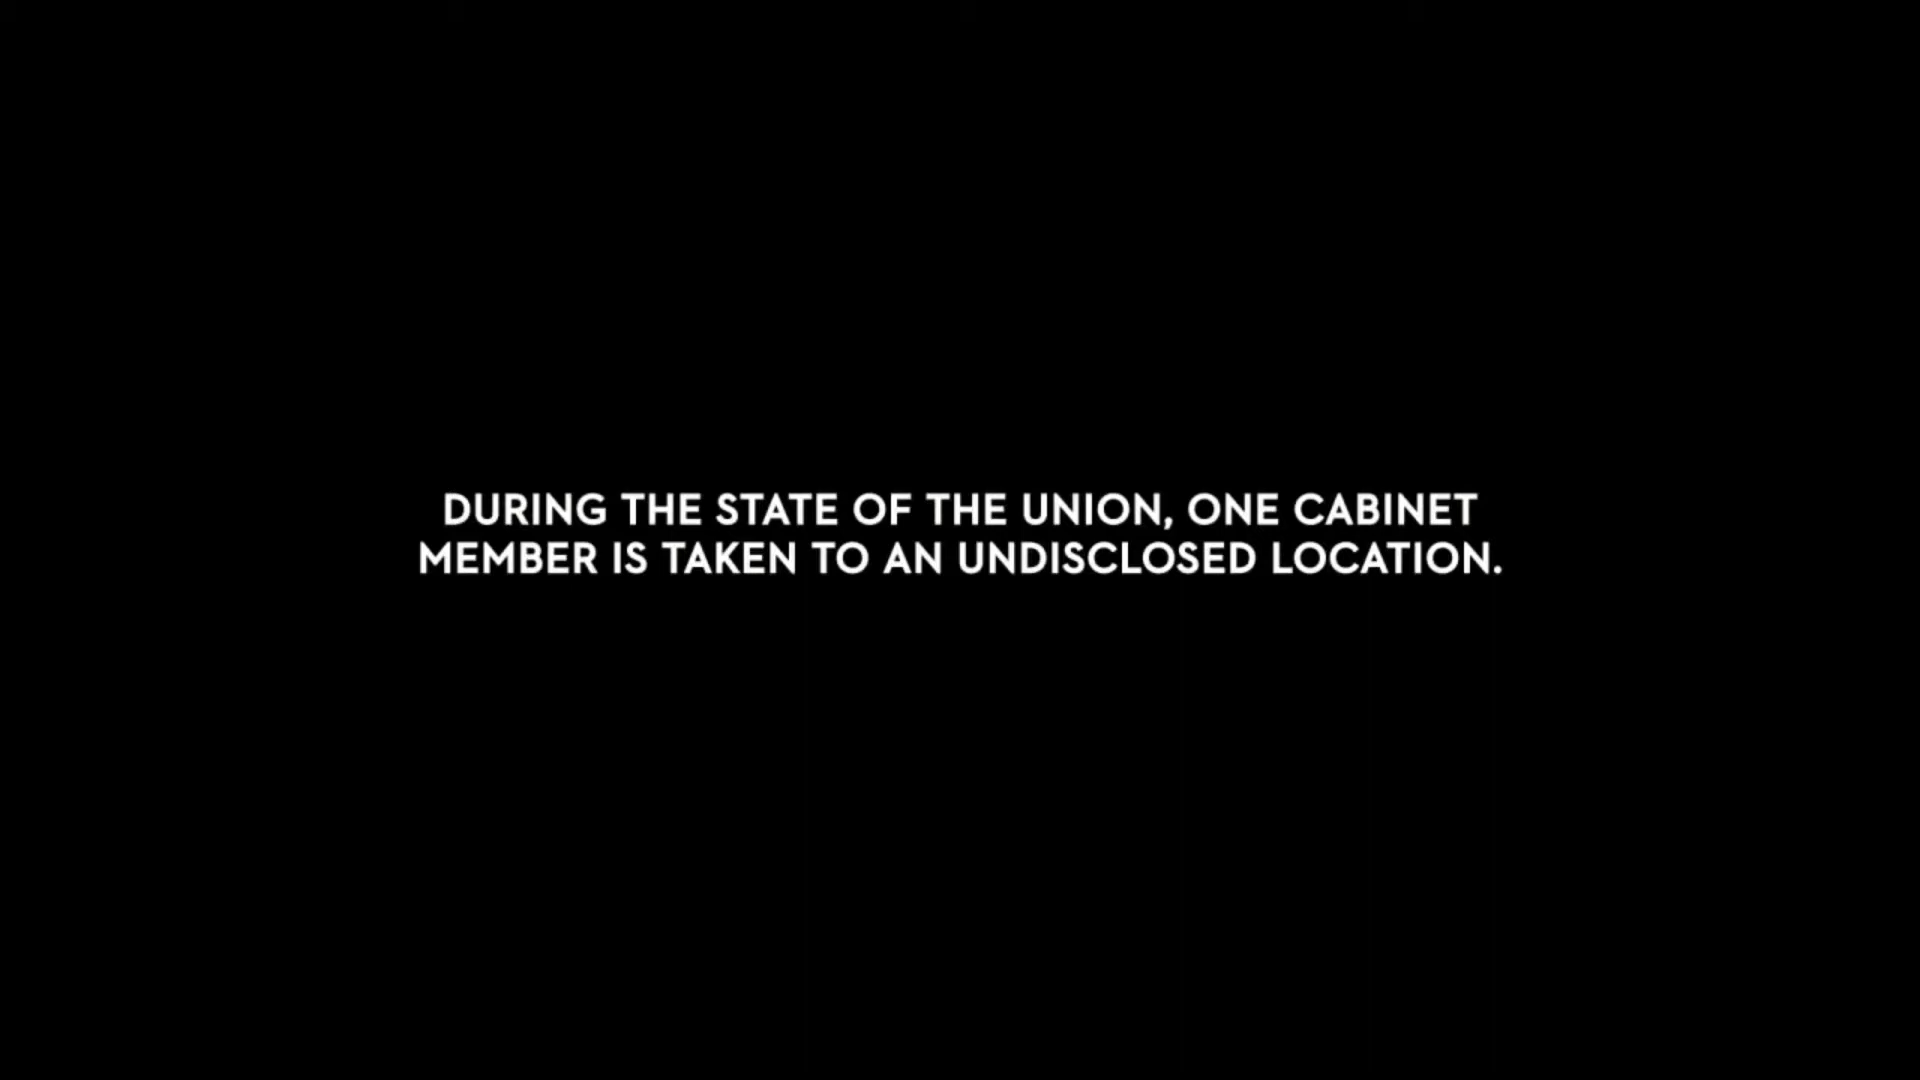 DURING THE STATE OF THE UNION, ONE CABINET
MEMBER IS TAKEN TO AN UNDISCLOSED LOCATION.